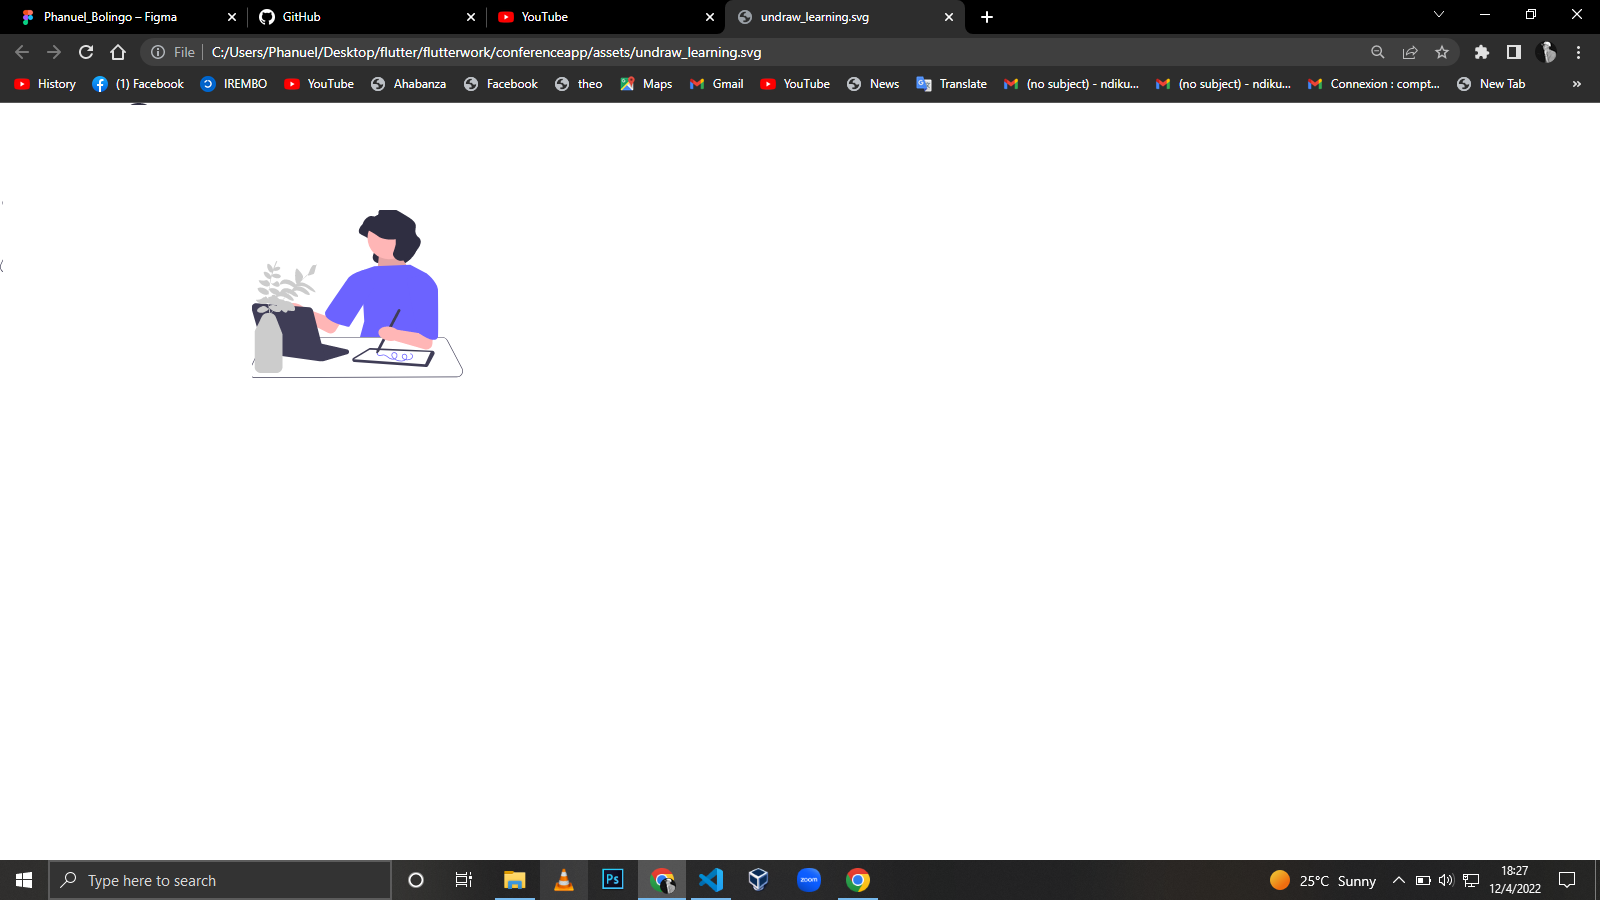 Phanuel_Bolingo – Figma
GitHub
YouTube
undraw_learning.svg
File
C:/Users/Phanuel/Desktop/flutter/flutterwork/conferenceapp/assets/undraw_learning.svg
History
(1) Facebook
IREMBO
YouTube
Ahabanza
Facebook
theo
Maps
Gmail
YouTube
News
Translate
(no subject) - ndiku...
(no subject) - ndiku...
Connexion : compt...
New Tab
Type here to search
Ps
zoom
25°C Sunny
18:27
12/4/2022